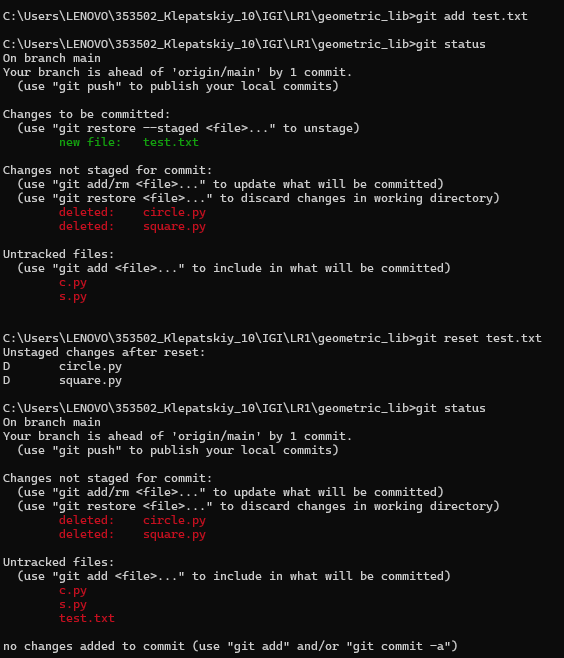 C:\Users\LENOVO\353502_Klepatskiy_10\IGI\LR1\geometric_lib>git add test.txt
C:\Users\LENOVO\353502_Klepatskiy_10\IGI\LR1\geometric_lib>git status
On branch main
Your branch is ahead of 'origin/main' by 1 commit.
  (use "git push" to publish your local commits)
Changes to be committed:
  (use "git restore --staged <file>..." to unstage)
        new file:   test.txt
Changes not staged for commit:
  (use "git add/rm <file>..." to update what will be committed)
  (use "git restore <file>..." to discard changes in working directory)
        deleted:    circle.py
        deleted:    square.py
Untracked files:
  (use "git add <file>..." to include in what will be committed)
        c.py
        s.py
C:\Users\LENOVO\353502_Klepatskiy_10\IGI\LR1\geometric_lib>git reset test.txt
Unstaged changes after reset:
D       circle.py
D       square.py
C:\Users\LENOVO\353502_Klepatskiy_10\IGI\LR1\geometric_lib>git status
On branch main
Your branch is ahead of 'origin/main' by 1 commit.
  (use "git push" to publish your local commits)
Changes not staged for commit:
  (use "git add/rm <file>..." to update what will be committed)
  (use "git restore <file>..." to discard changes in working directory)
        deleted:    circle.py
        deleted:    square.py
Untracked files:
  (use "git add <file>..." to include in what will be committed)
        c.py
        s.py
        test.txt
no changes added to commit (use "git add" and/or "git commit -a")